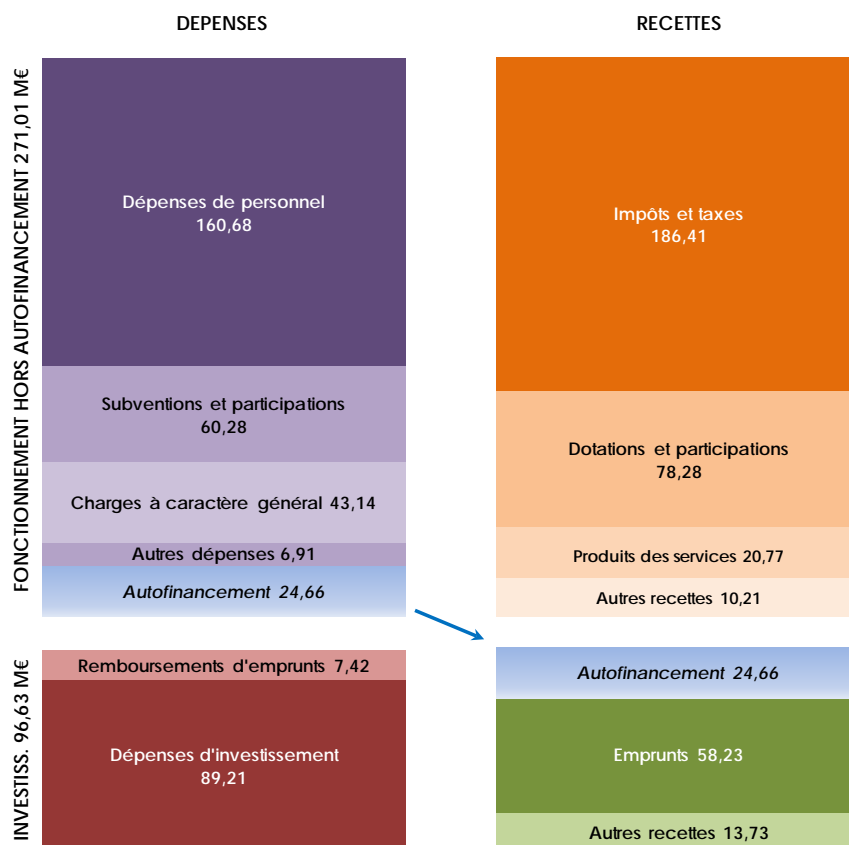 DEPENSES
RECETTES
FONCTIONNEMENT HORS AUTOFINANCEMENT 271,01 M€
Dépenses de personnel
160,68
Subventions et participations
60,28
Charges à caractère général 43,14
Autres dépenses 6,91
Autofinancement 24,66
Impôts et taxes
186,41
Dotations et participations
78,28
Produits des services 20,77
Autres recettes 10,21
INVESTISS. 96,63 M€
Remboursements d'emprunts 7,42
Dépenses d'investissement
89,21
Autofinancement 24,66
Emprunts 58,23
Autres recettes 13,73